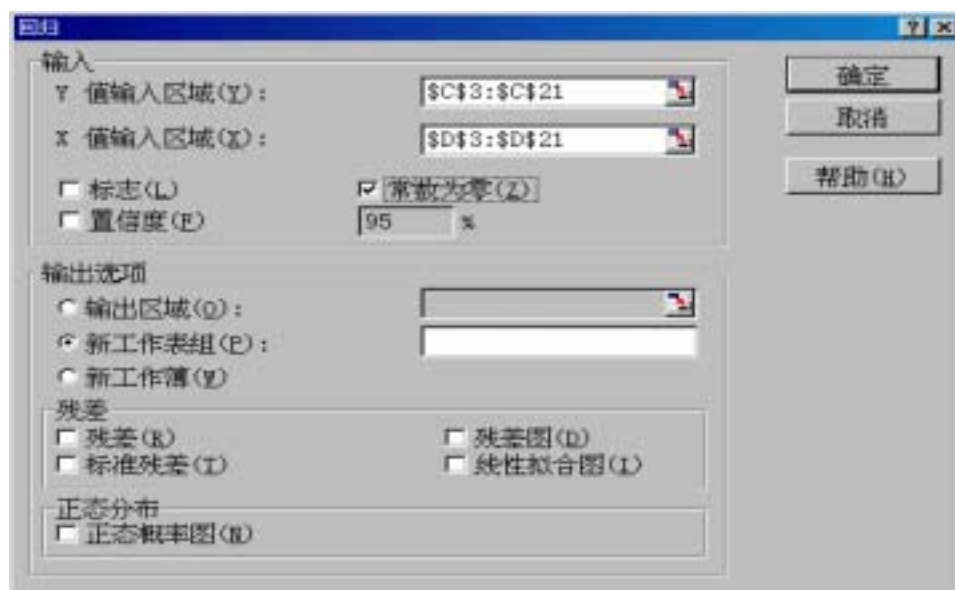 回归
输入
Y 值输入区域(Y): $C$3:$C$21
X 值输入区域(X): $D$3:$D$21
标志(L) 常数为零(Z)
置信度(F) 95 %
输出选项
输出区域(O):
新工作表组(P):
新工作薄(W)
残差
残差(R) 残差图(D)
标准残差(T) 线性拟合图(I)
正态分布
正态概率图(N)
确定
取消
帮助(H)